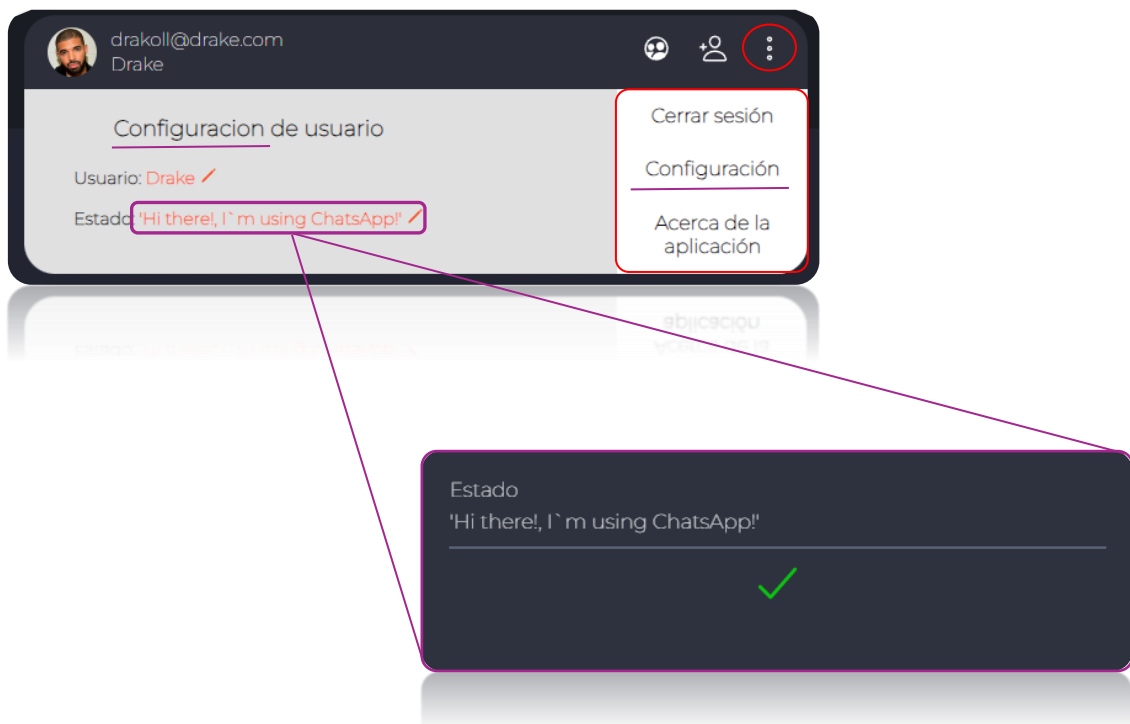 drakoll@drake.com
Drake
Configuracion de usuario
Usuario: Drake
Estado: 'Hi there!, I`m using ChatsApp!'
Cerrar sesión
Configuración
Acerca de la
aplicación
Estado
'Hi there!, I`m using ChatsApp!'